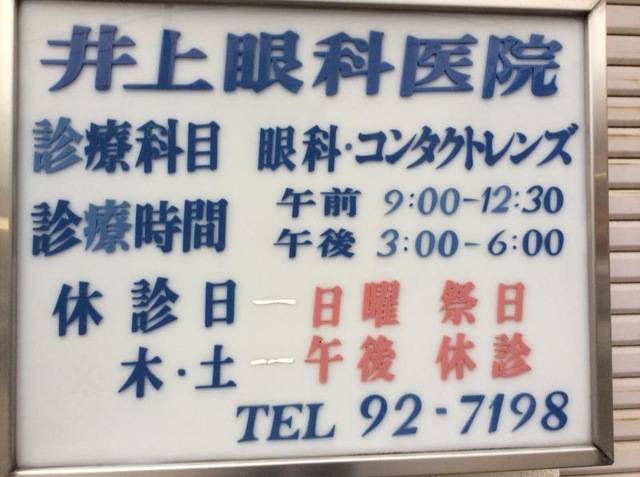 井上眼科医院
診療科目 眼科・コンタクトレンズ
診療時間 午前 9:00-12:30
午後 3:00-6:00
休診日 ― 日曜 祭日
木・土 ― 午後 休診
TEL 92-7198